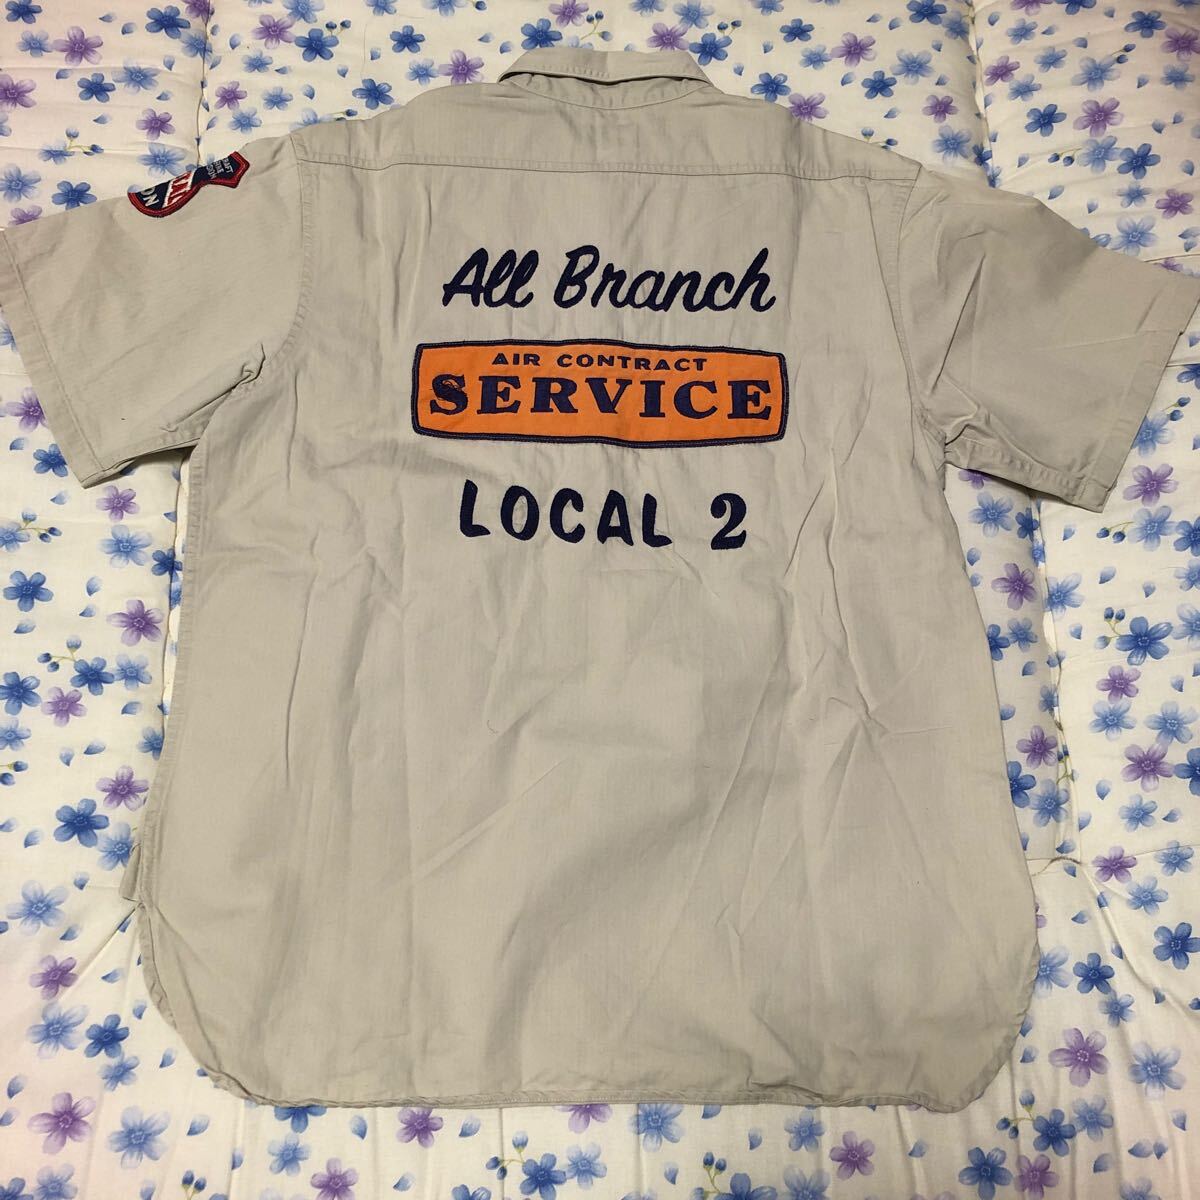 All Branch
AIR CONTRACT
SERVICE
LOCAL 2